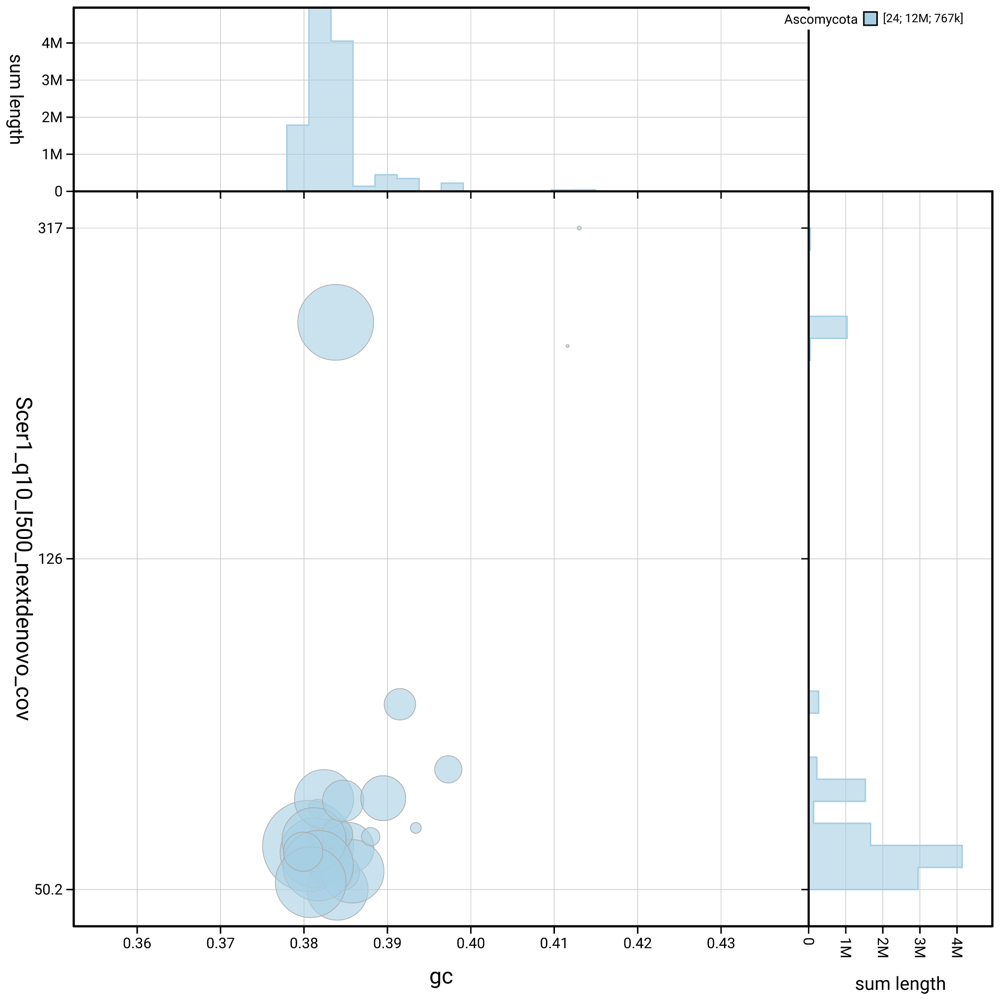 Ascomycota [24; 12M; 767k]
sum length
4M
3M
2M
1M
0
Scer1_q10_l500_nextdenovo_cov
317
126
50.2
0.36 0.37 0.38 0.39 0.40 0.41 0.42 0.43
gc
0 1M 2M 3M 4M
sum length